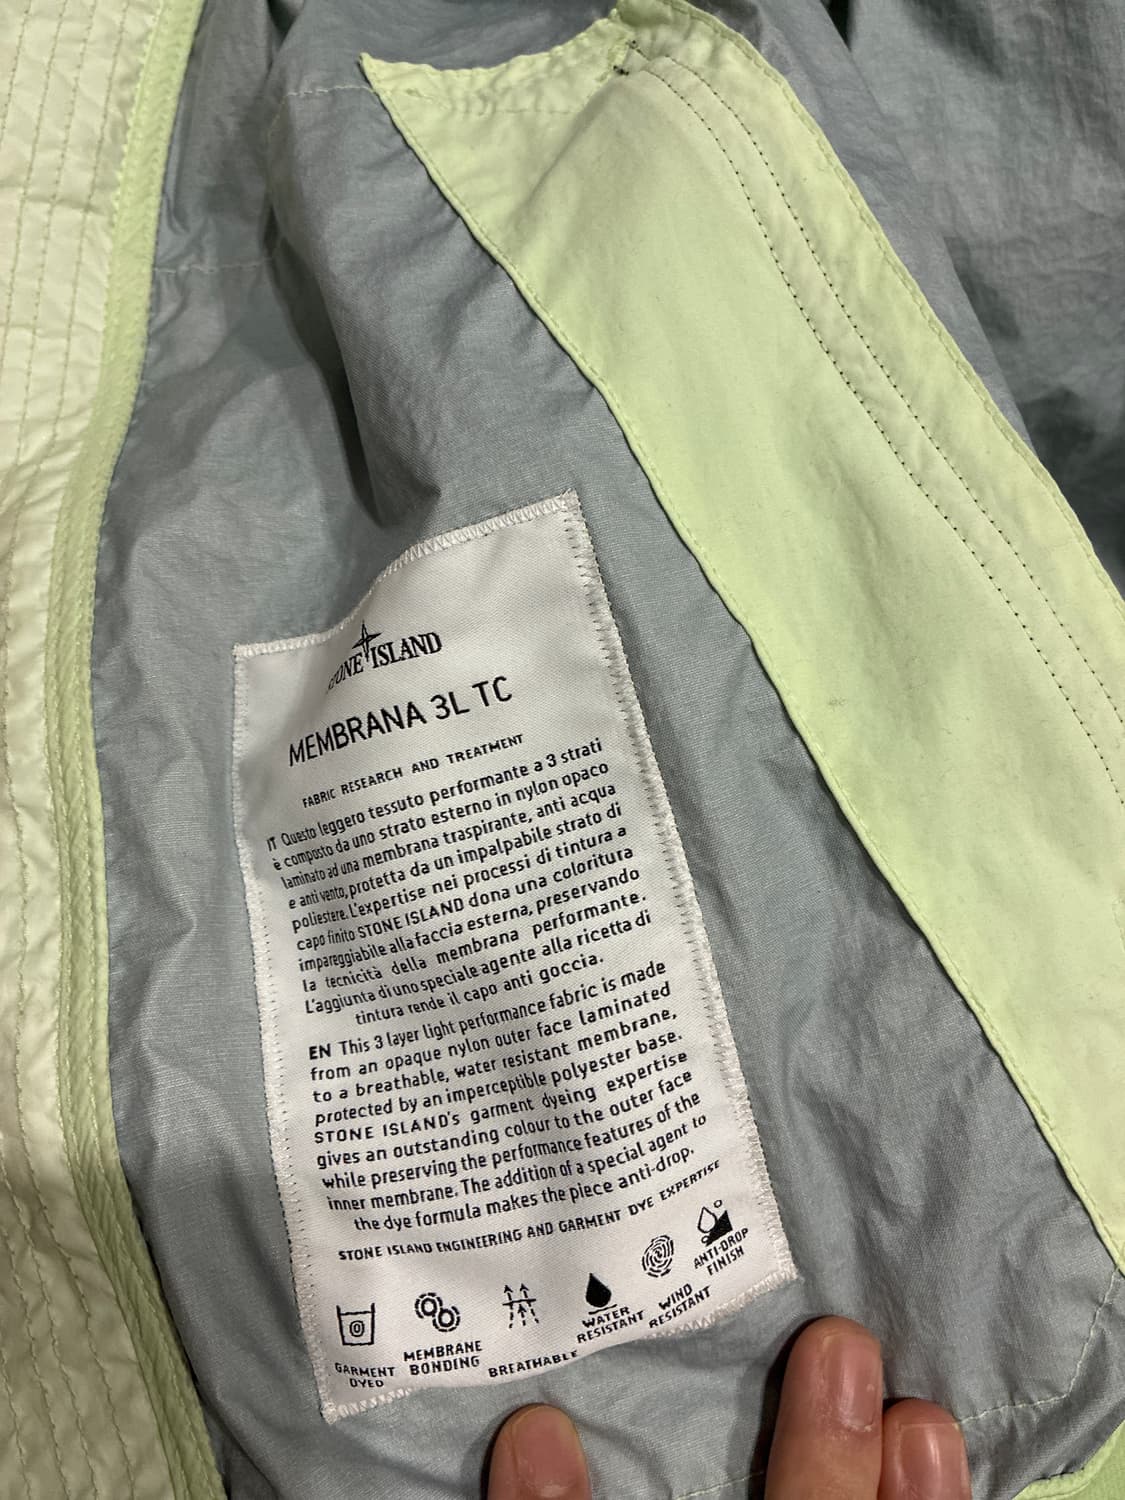 STONE ISLAND
MEMBRANA 3L TC
FABRIC RESEARCH AND TREATMENT
IT Questo leggero tessuto performante a 3 strati
è composto da uno strato esterno in nylon opaco
laminato ad una membrana traspirante, anti acqua
e anti vento, protetta da un impalpabile strato di
poliestere. L'expertise nei processi di tintura a
capo finito STONE ISLAND dona una coloritura
impareggiabile alla faccia esterna, preservando
la tecnicità della membrana performante.
L'aggiunta di uno speciale agente alla ricetta di
tintura rende il capo anti goccia.
EN This 3 layer light performance fabric is made
from an opaque nylon outer face laminated
to a breathable, water resistant membrane,
protected by an imperceptible polyester base.
STONE ISLAND's garment dyeing expertise
gives an outstanding colour to the outer face
while preserving the performance features of the
inner membrane. The addition of a special agent to
the dye formula makes the piece anti-drop.
STONE ISLAND ENGINEERING AND GARMENT DYE EXPERTISE
GARMENT
DYED
MEMBRANE
BONDING
BREATHABLE
WATER
RESISTANT
WIND
RESISTANT
ANTI-DROP
FINISH